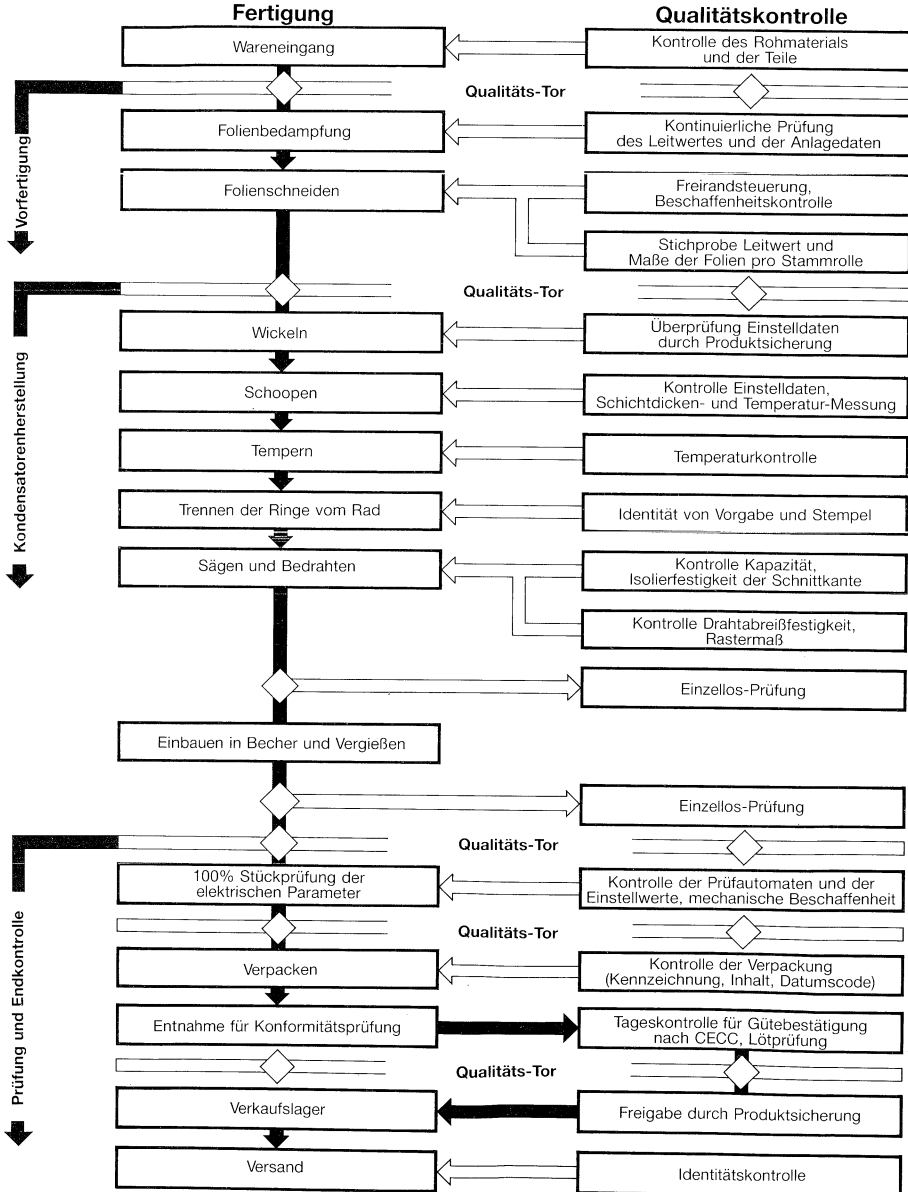 Fertigung
Qualitätskontrolle
Wareneingang
Kontrolle des Rohmaterials
und der Teile
Qualitäts-Tor
Vorfertigung
Folienbedampfung
Kontinuierliche Prüfung
des Leitwertes und der Anlagedaten
Folienschneiden
Freirandsteuerung,
Beschaffenheitskontrolle
Stichprobe Leitwert und
Maße der Folien pro Stammrolle
Qualitäts-Tor
Kondensatorenherstellung
Wickeln
Überprüfung Einstelldaten
durch Produktsicherung
Schoopen
Kontrolle Einstelldaten,
Schichtdicken- und Temperatur-Messung
Tempern
Temperaturkontrolle
Trennen der Ringe vom Rad
Identität von Vorgabe und Stempel
Sägen und Bedrahten
Kontrolle Kapazität,
Isolierfestigkeit der Schnittkante
Kontrolle Drahtabreißfestigkeit,
Rastermaß
Einzellos-Prüfung
Einbauen in Becher und Vergießen
Einzellos-Prüfung
Qualitäts-Tor
Prüfung und Endkontrolle
100% Stückprüfung der
elektrischen Parameter
Kontrolle der Prüfautomaten und der
Einstellwerte, mechanische Beschaffenheit
Qualitäts-Tor
Verpacken
Kontrolle der Verpackung
(Kennzeichnung, Inhalt, Datumscode)
Entnahme für Konformitätsprüfung
Tageskontrolle für Gütebestätigung
nach CECC, Lötprüfung
Qualitäts-Tor
Verkaufslager
Freigabe durch Produktsicherung
Versand
Identitätskontrolle